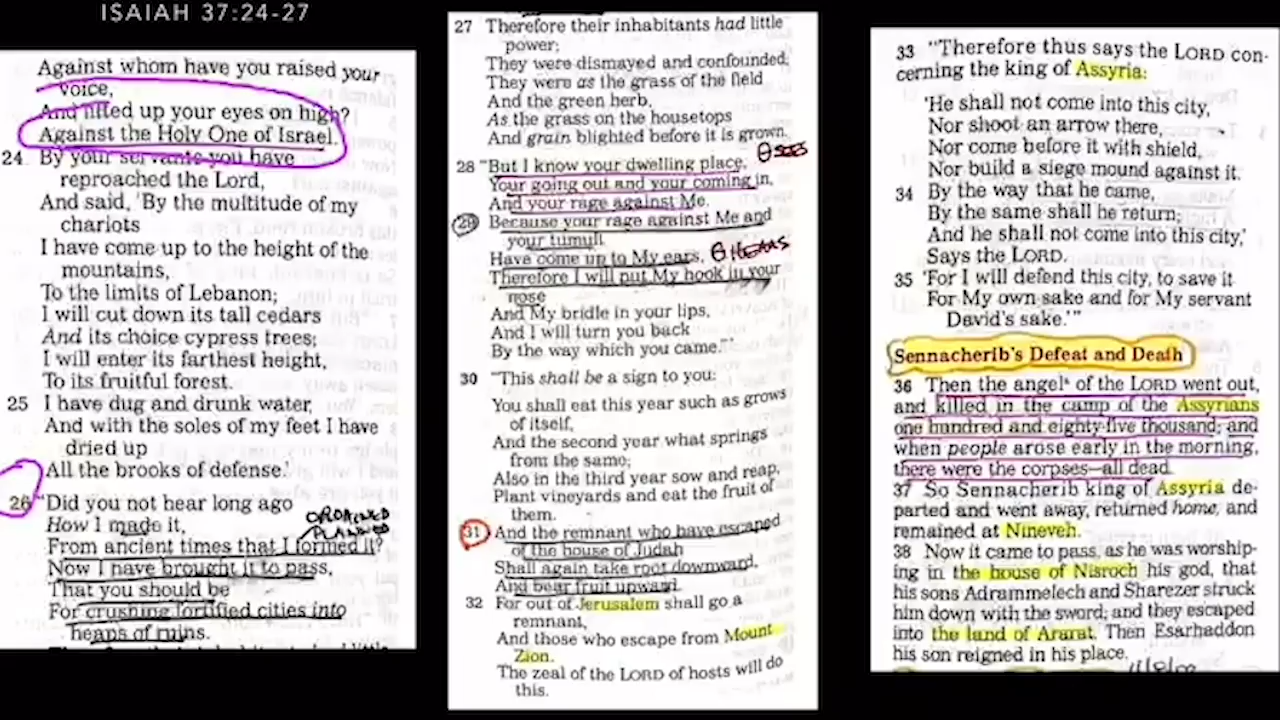 ISAIAH 37:24-27
Against whom have you raised your
voice,
And lifted up your eyes on high?
Against the Holy One of Israel.
24 By your servants you have
reproached the Lord,
And said, 'By the multitude of my
chariots
I have come up to the height of the
mountains,
To the limits of Lebanon;
I will cut down its tall cedars
And its choice cypress trees;
I will enter its farthest height,
To its fruitful forest.
25 I have dug and drunk water,
And with the soles of my feet I have
dried up
All the brooks of defense.'
26 "Did you not hear long ago
How I made it,
ORDAINED
PLANNED
From ancient times that I formed it?
Now I have brought it to pass,
That you should be
For crushing fortified cities into
heaps of ruins.
27 Therefore their inhabitants had little
power;
They were dismayed and confounded;
They were as the grass of the field
And the green herb,
As the grass on the housetops
And grain blighted before it is grown.
28 "But I know your dwelling place,
Your going out and your coming in,
And your rage against Me.
29 Because your rage against Me and
your tumult
Have come up to My ears,
Therefore I will put My hook in your
nose
And My bridle in your lips,
And I will turn you back
By the way which you came." '
30 "This shall be a sign to you:
You shall eat this year such as grows
of itself,
And the second year what springs
from the same;
Also in the third year sow and reap,
Plant vineyards and eat the fruit of
them.
31 And the remnant who have escaped
of the house of Judah
Shall again take root downward,
And bear fruit upward.
32 For out of Jerusalem shall go a
remnant,
And those who escape from Mount
Zion.
The zeal of the LORD of hosts will do
this.
33 "Therefore thus says the LORD con-
cerning the king of Assyria:
'He shall not come into this city,
Nor shoot an arrow there,
Nor come before it with shield,
Nor build a siege mound against it.
34 By the way that he came,
By the same shall he return;
And he shall not come into this city,'
Says the LORD.
35 'For I will defend this city, to save it
For My own sake and for My servant
David's sake.' "
Sennacherib's Defeat and Death
36 Then the angel of the LORD went out,
and killed in the camp of the Assyrians
one hundred and eighty-five thousand; and
when people arose early in the morning,
there were the corpses—all dead.
37 So Sennacherib king of Assyria de-
parted and went away, returned home, and
remained at Nineveh.
38 Now it came to pass, as he was worship-
ing in the house of Nisroch his god, that
his sons Adrammelech and Sharezer struck
him down with the sword; and they escaped
into the land of Ararat. Then Esarhaddon
his son reigned in his place.